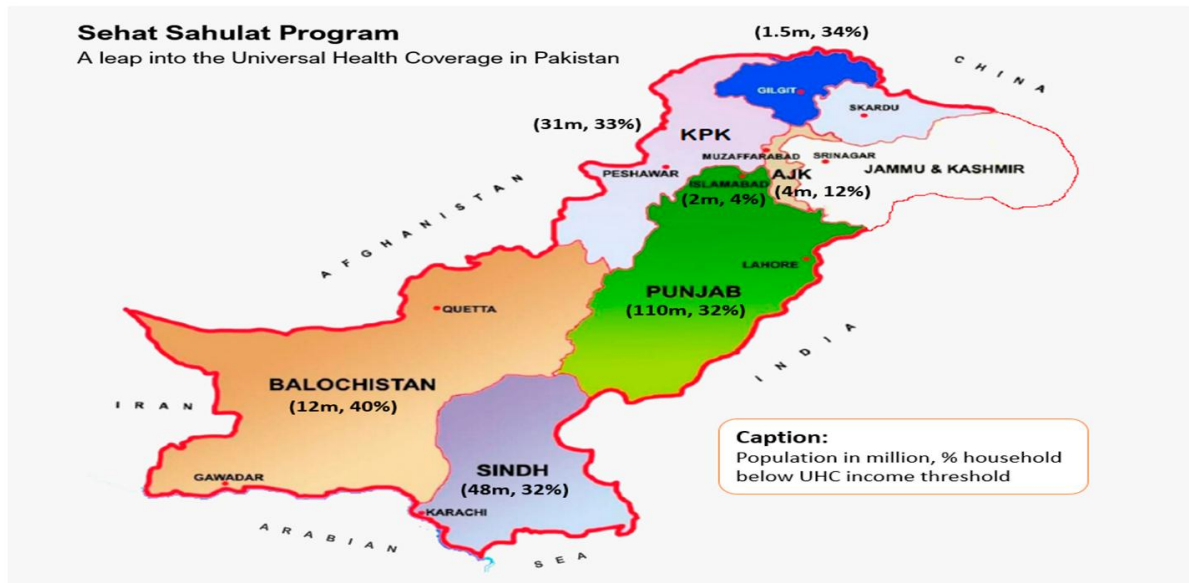 Sehat Sahulat Program
A leap into the Universal Health Coverage in Pakistan
(1.5m, 34%)
CHINA
GILGIT
SKARDU
(31m, 33%)
KPK
MUZAFFARABAD
SRINAGAR
PESHAWAR
AJK
JAMMU & KASHMIR
ISLAMABAD
(2m, 4%)
(4m, 12%)
AFGHANISTAN
LAHORE
PUNJAB
(110m, 32%)
QUETTA
INDIA
BALOCHISTAN
(12m, 40%)
IRAN
Caption:
Population in million, % household
below UHC income threshold
SINDH
(48m, 32%)
GAWADAR
KARACHI
ARABIAN SEA